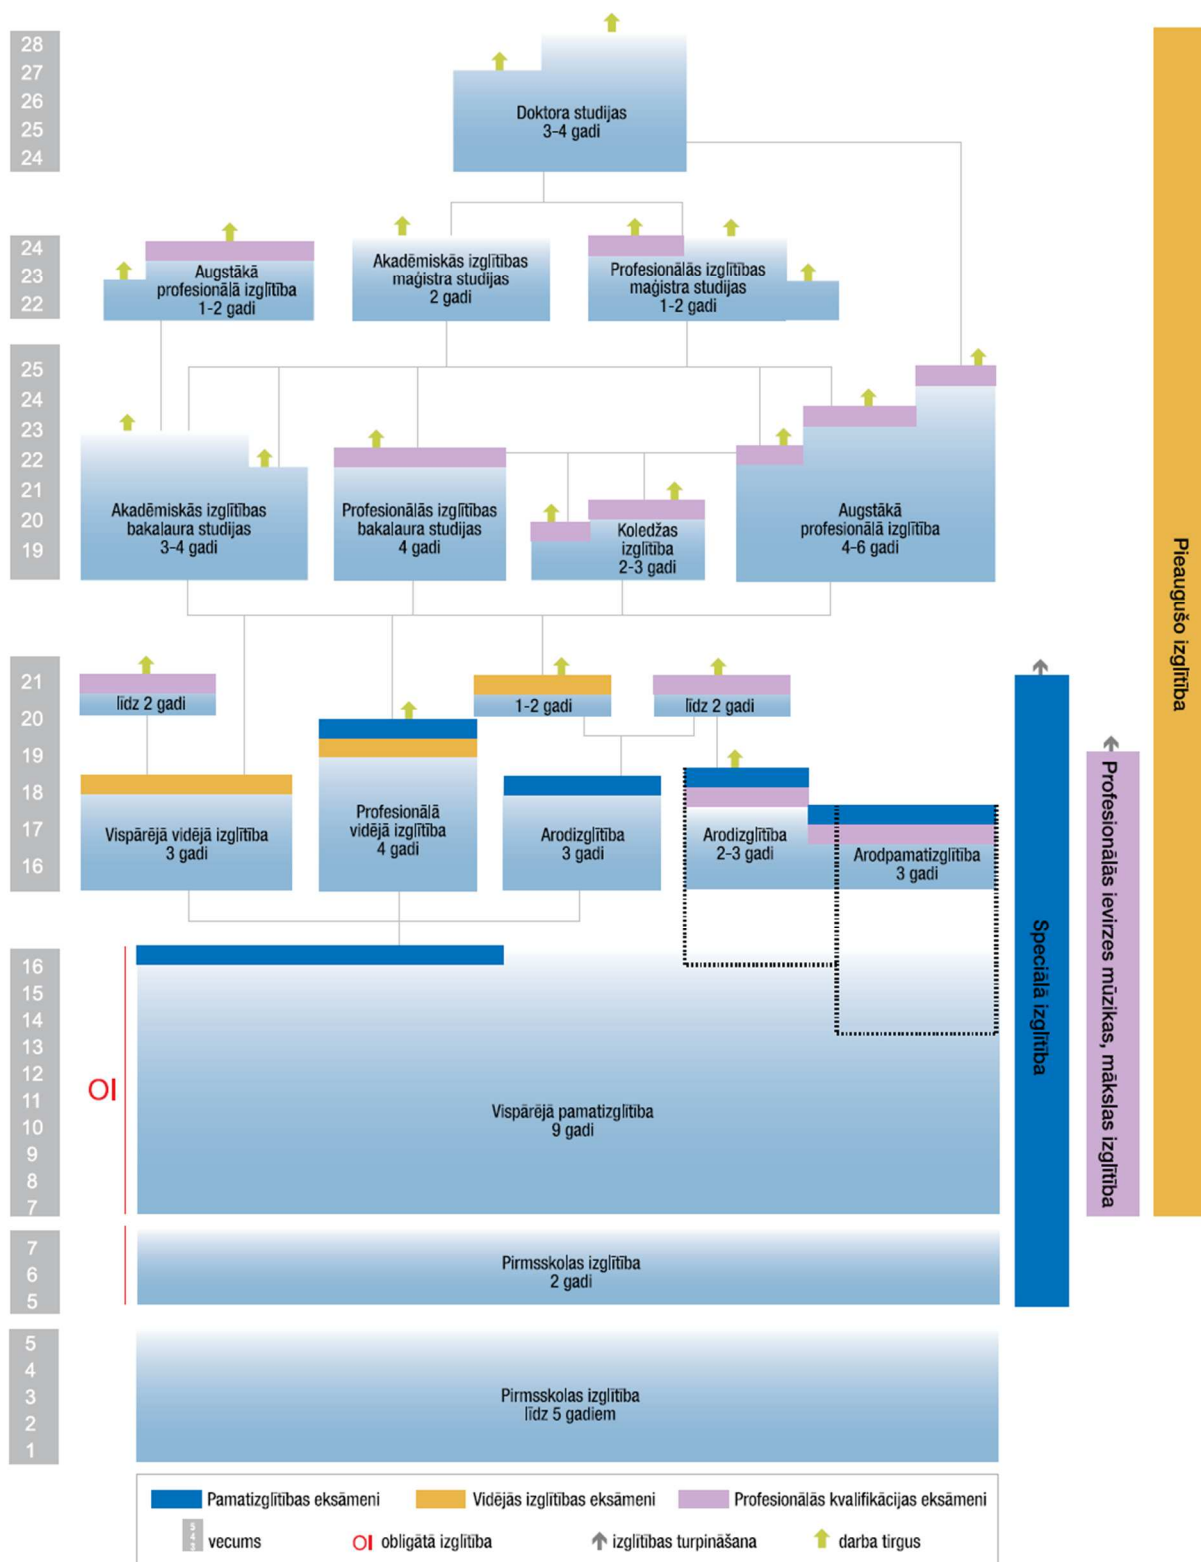 28
27
26
25
24
Doktora studijas
3-4 gadi
24
23
22
Augstākā
profesionālā izglītība
1-2 gadi
Akadēmiskās izglītības
maģistra studijas
2 gadi
Profesionālās izglītības
maģistra studijas
1-2 gadi
25
24
23
22
21
20
19
Akadēmiskās izglītības
bakalaura studijas
3-4 gadi
Profesionālās izglītības
bakalaura studijas
4 gadi
Koledžas
izglītība
2-3 gadi
Augstākā
profesionālā izglītība
4-6 gadi
21
20
19
18
17
16
līdz 2 gadi
1-2 gadi
līdz 2 gadi
Vispārējā vidējā izglītība
3 gadi
Profesionālā
vidējā izglītība
4 gadi
Arodizglītība
3 gadi
Arodizglītība
2-3 gadi
Arodpamatizglītība
3 gadi
16
15
14
13
12
11
10
9
8
7
OI
Vispārējā pamatizglītība
9 gadi
7
6
5
Pirmsskolas izglītība
2 gadi
5
4
3
2
1
Pirmsskolas izglītība
līdz 5 gadiem
Speciālā izglītība
Profesionālās ievirzes mūzikas, mākslas izglītība
Pieaugušo izglītība
Pamatizglītības eksāmeni
Vidējās izglītības eksāmeni
Profesionālās kvalifikācijas eksāmeni
5
4
3
vecums
OI obligātā izglītība
izglītības turpināšana
darba tirgus